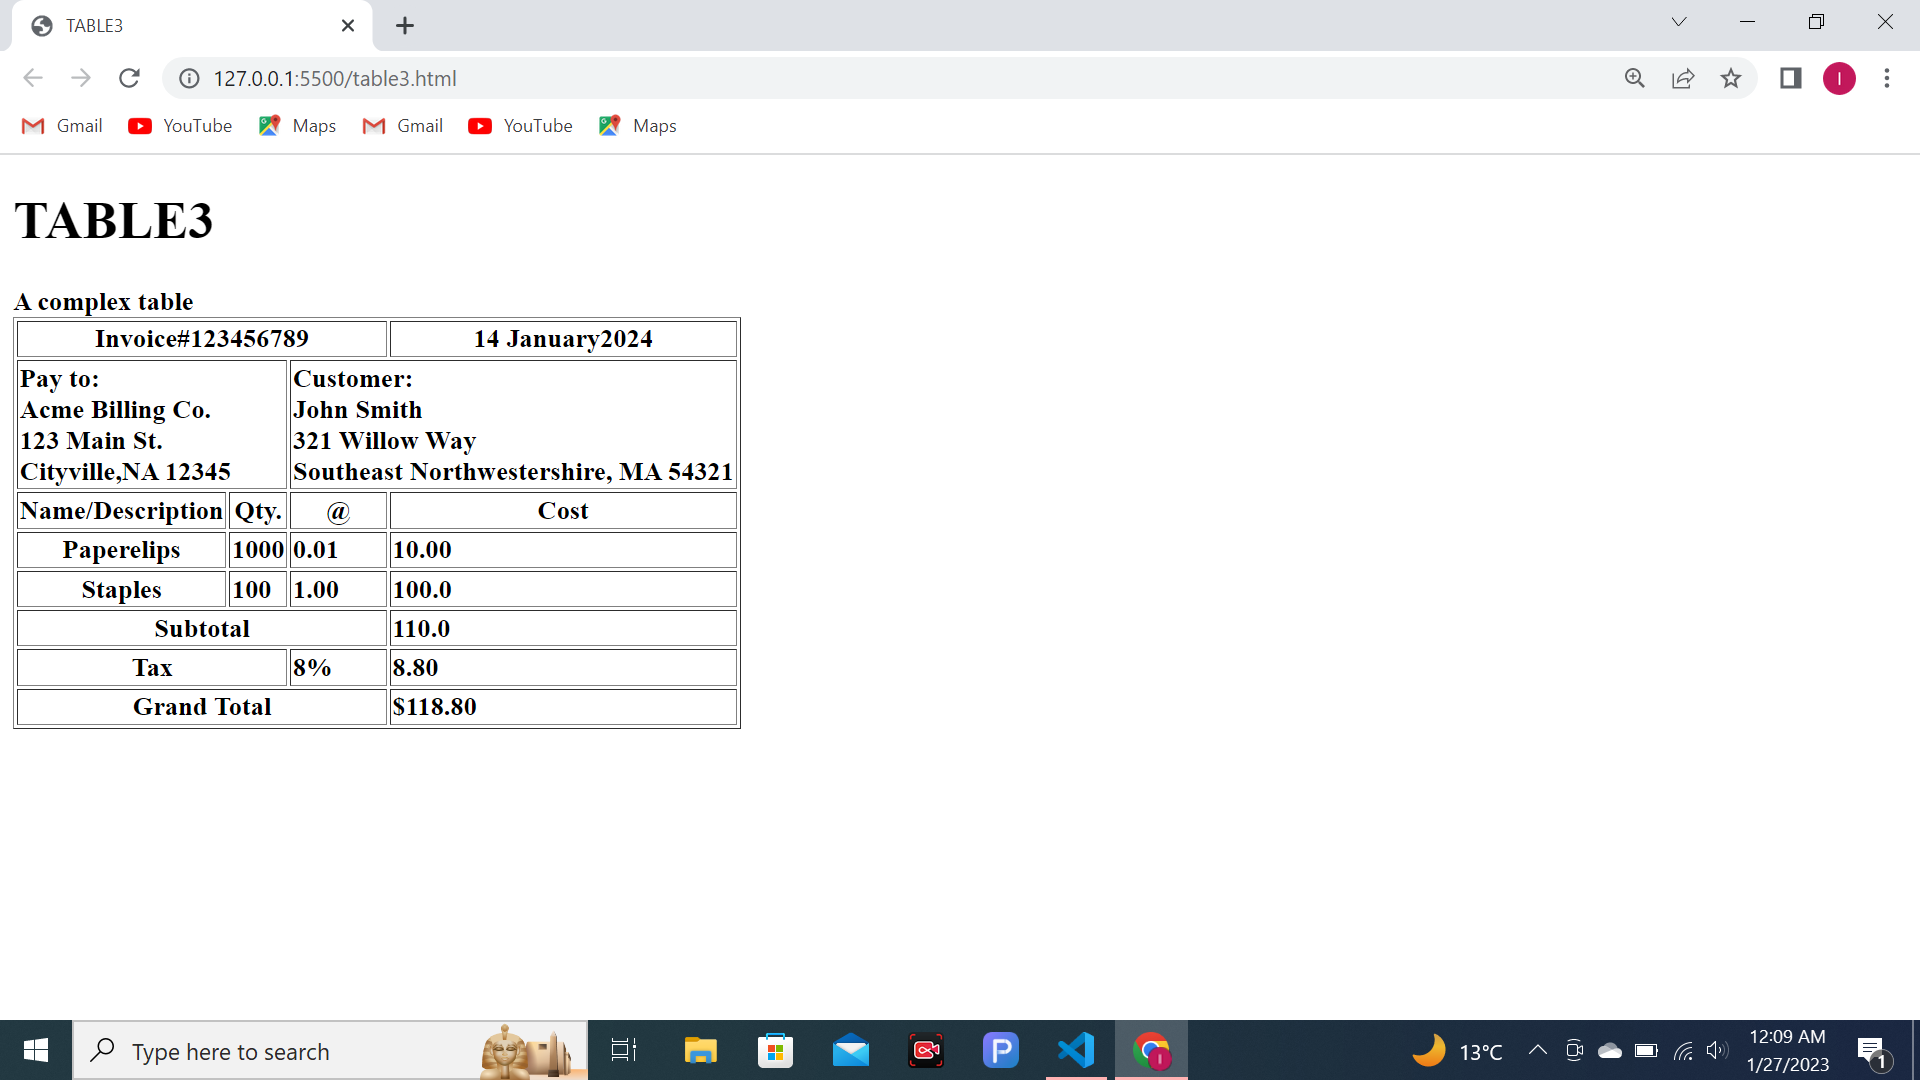 TABLE3
127.0.0.1:5500/table3.html
I
Gmail YouTube Maps Gmail YouTube Maps
TABLE3
A complex table
Invoice#123456789 14 January2024
Pay to:
Acme Billing Co.
123 Main St.
Cityville,NA 12345
Customer:
John Smith
321 Willow Way
Southeast Northwestershire, MA 54321
Name/Description Qty. @ Cost
Paperelips 1000 0.01 10.00
Staples 100 1.00 100.0
Subtotal 110.0
Tax 8% 8.80
Grand Total $118.80
Type here to search
P
I
13°C
12:09 AM
1/27/2023
1